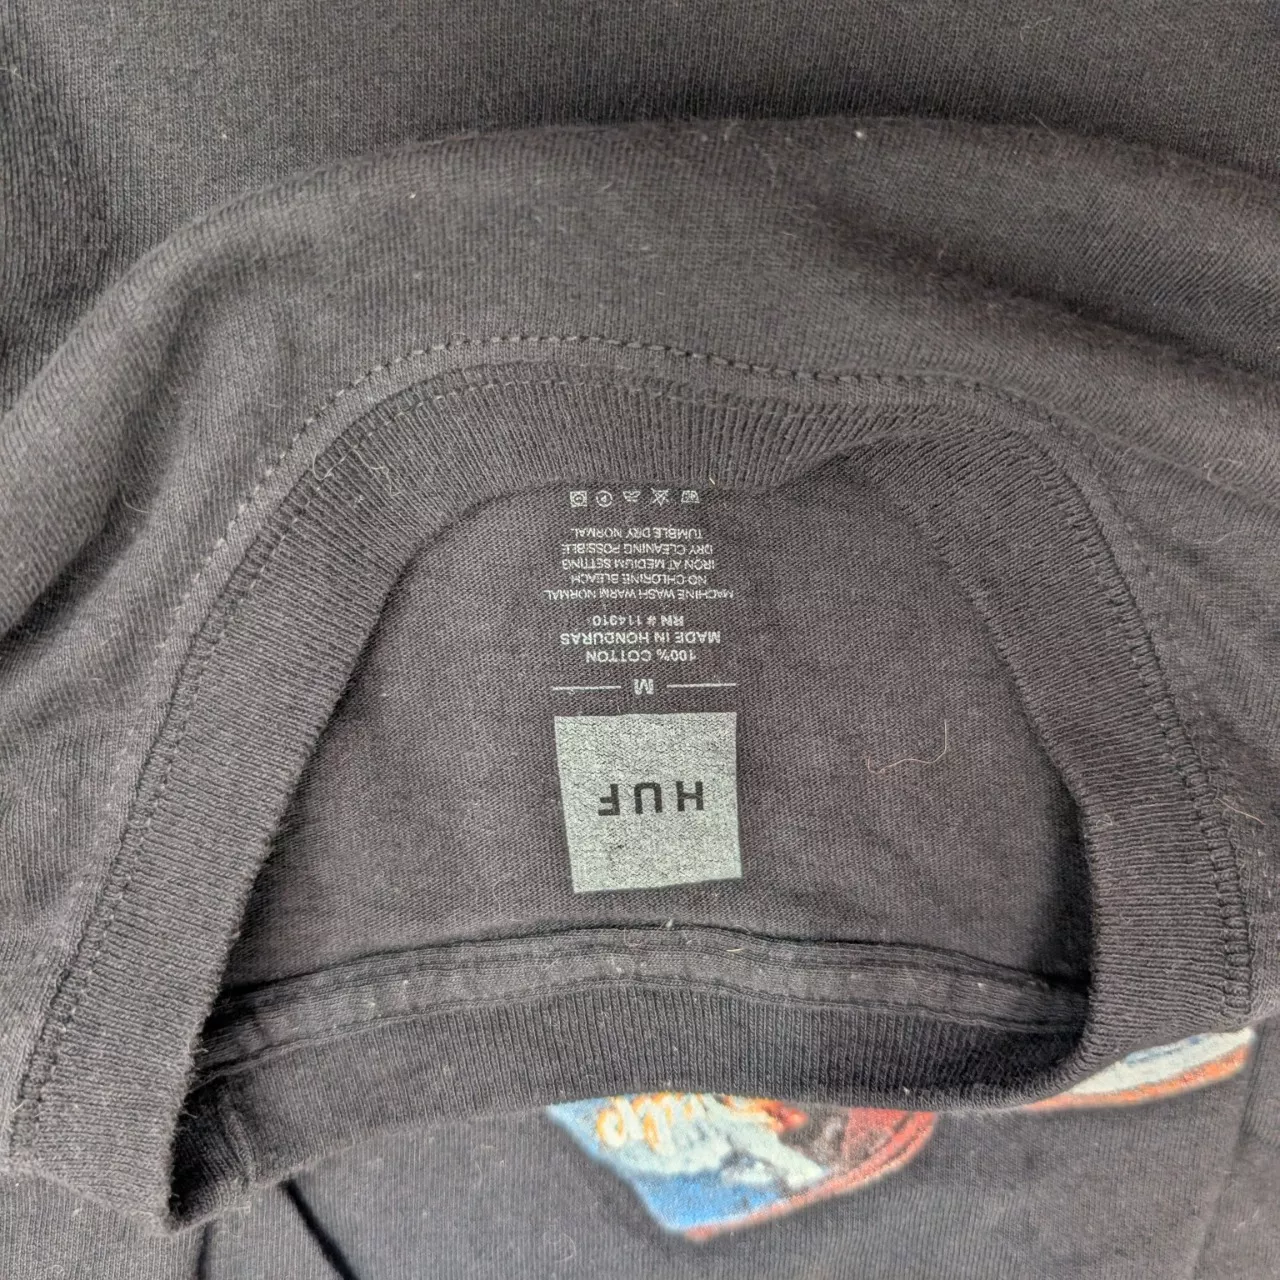 HUF
M
100% COTTON
MADE IN HONDURAS
RN # 114910
MACHINE WASH WARM NORMAL
NO CHLORINE BLEACH
IRON AT MEDIUM SETTING
DRY CLEANING POSSIBLE
TUMBLE DRY NORMAL